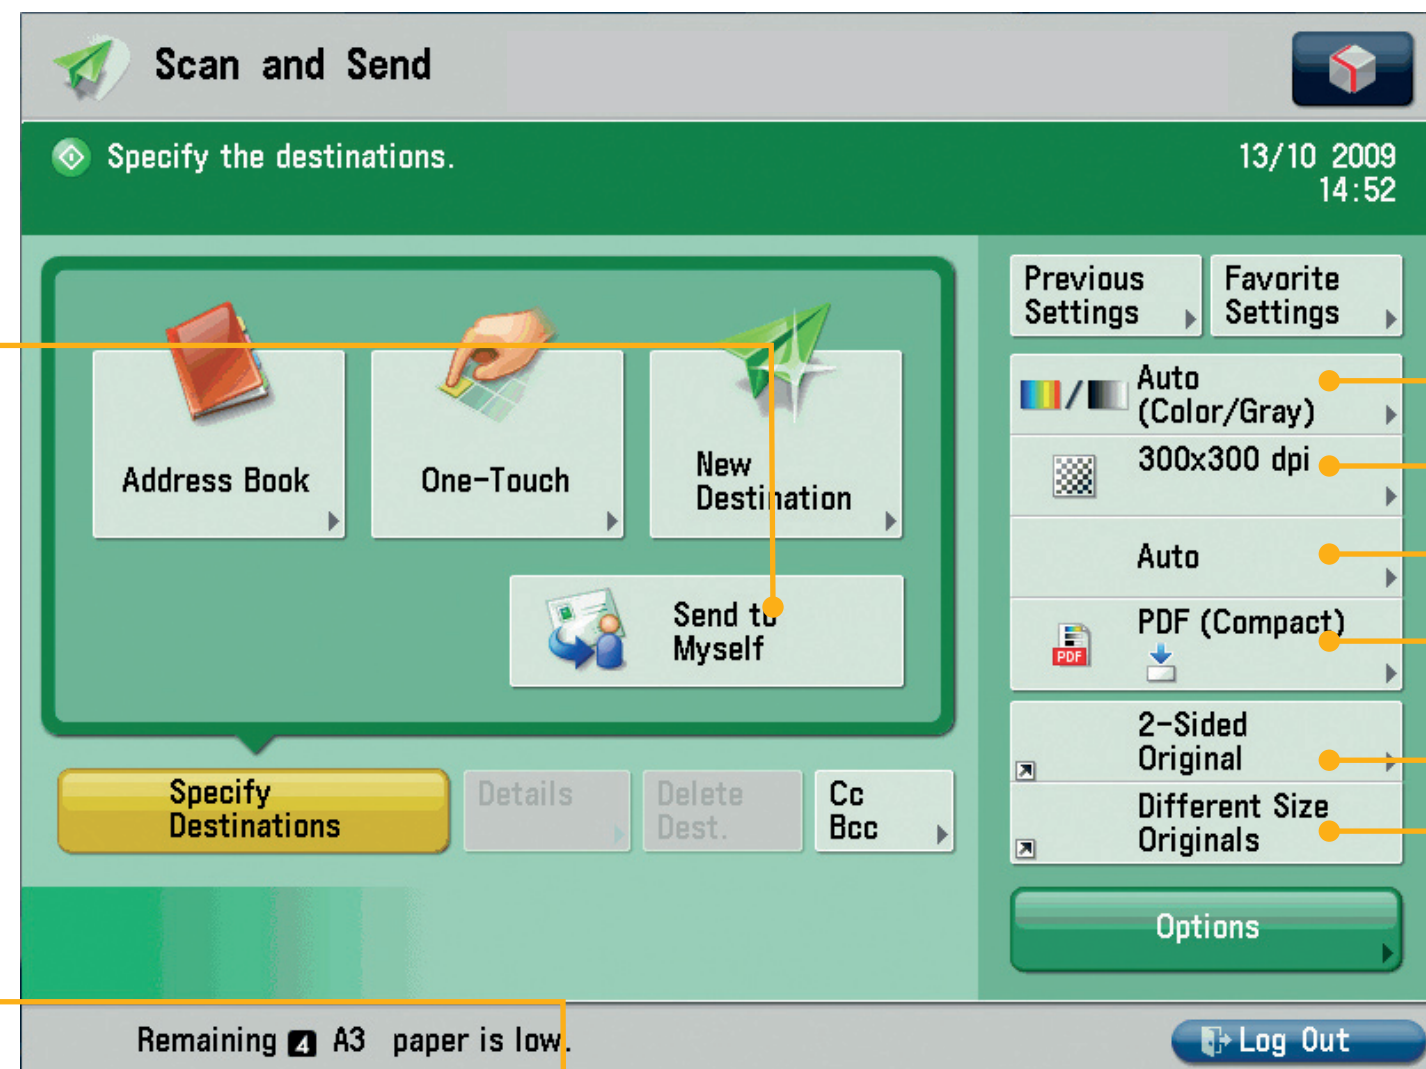 Scan and Send
Specify the destinations.
13/10 2009
14:52
Previous
Settings
Favorite
Settings
Address Book
One-Touch
New
Destination
Send to
Myself
Auto
(Color/Gray)
300x300 dpi
Auto
PDF (Compact)
PDF
2-Sided
Original
Different Size
Originals
Specify
Destinations
Details
Delete
Dest.
Cc
Bcc
Options
Remaining 4 A3 paper is low.
Log Out